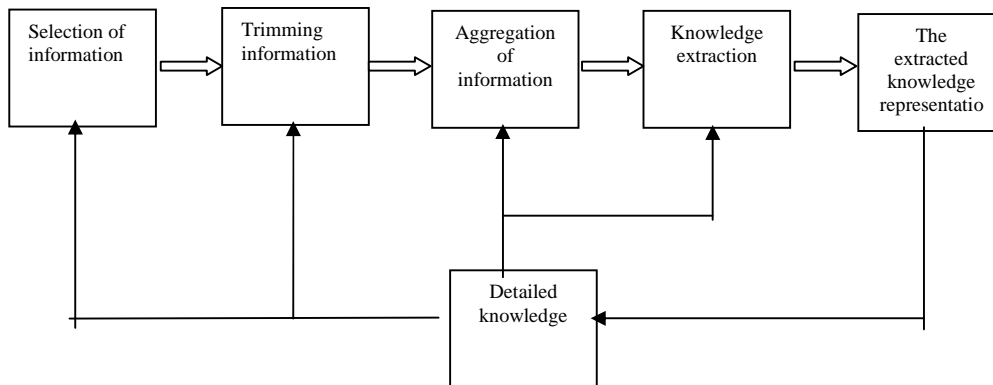 Selection of
information
Trimming
information
Aggregation
of
information
Knowledge
extraction
The
extracted
knowledge
representatio
Detailed
knowledge